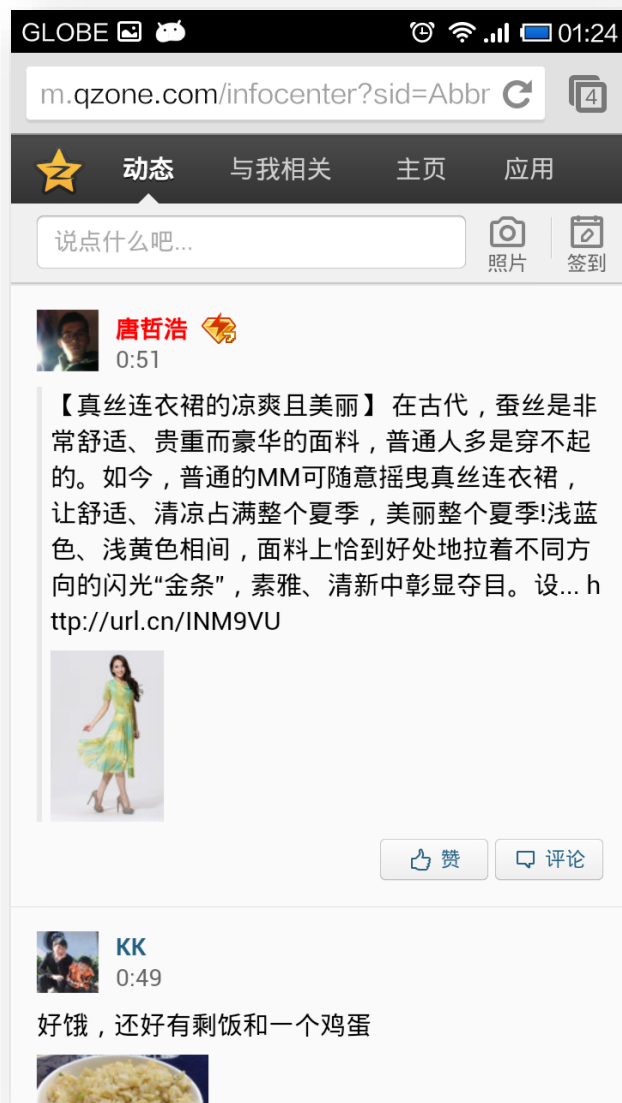 GLOBE 01:24
m.qzone.com/infocenter?sid=Abbr 4
动态 与我相关 主页 应用
说点什么吧... 照片 签到
唐哲浩
0:51
【真丝连衣裙的凉爽且美丽】在古代，蚕丝是非
常舒适、贵重而豪华的面料，普通人多是穿不起
的。如今，普通的MM可随意摇曳真丝连衣裙，
让舒适、清凉占满整个夏季，美丽整个夏季!浅蓝
色、浅黄色相间，面料上恰到好处地拉着不同方
向的闪光“金条”，素雅、清新中彰显夺目。设... h
ttp://url.cn/INM9VU
赞 评论
KK
0:49
好饿，还好有剩饭和一个鸡蛋